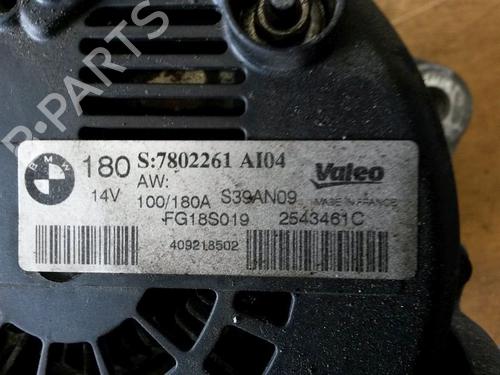 B-PARTS
BMW
180 S:7802261 AI04 Valeo
14V AW:
100/180A S39AN09 MADE IN FRANCE
FG18S019 2543461C
409218502